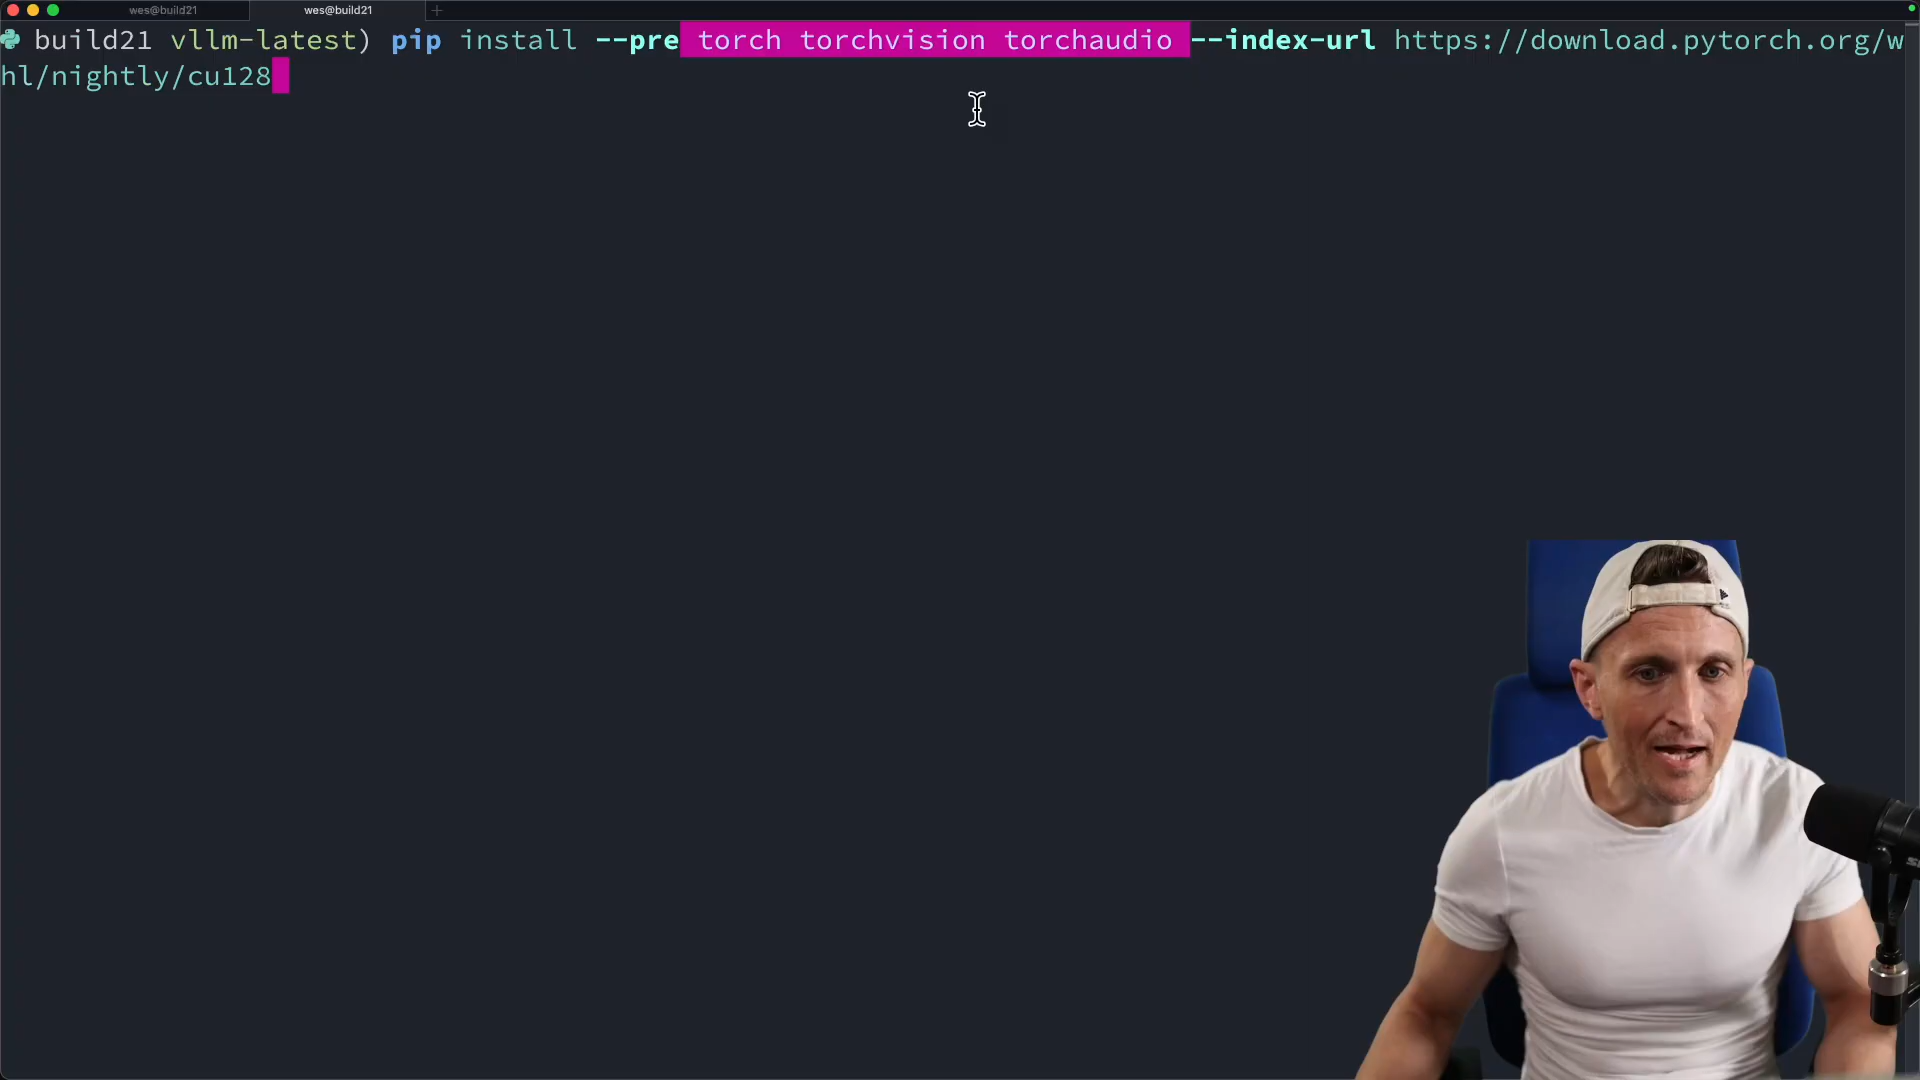 wes@build21 wes@build21 +
build21 vllm-latest) pip install --pre torch torchvision torchaudio --index-url https://download.pytorch.org/w
hl/nightly/cu128